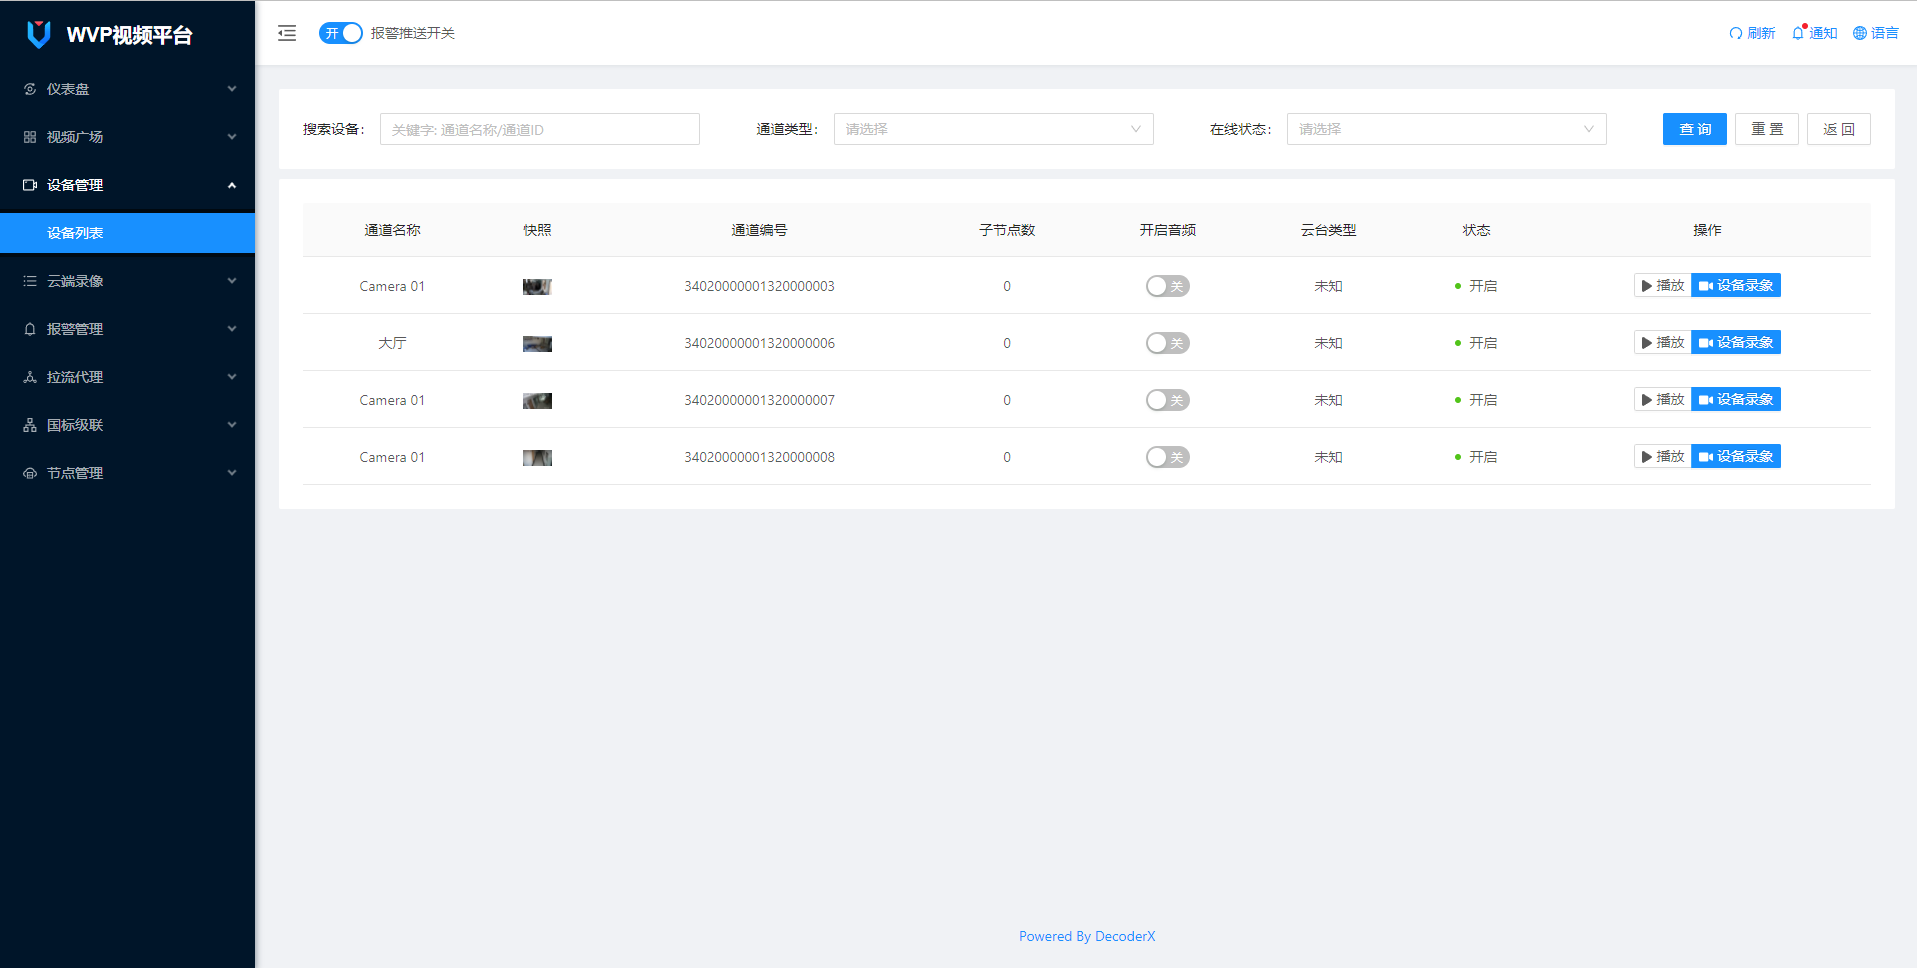 WVP视频平台
开 报警推送开关
刷新 通知 语言
仪表盘
视频广场
设备管理
设备列表
云端录像
报警管理
拉流代理
国标级联
节点管理
搜索设备: 关键字: 通道名称/通道ID 通道类型: 请选择 在线状态: 请选择 查 询 重 置 返 回
通道名称 快照 通道编号 子节点数 开启音频 云台类型 状态 操作
Camera 01 34020000001320000003 0 关 未知 开启 播放 设备录象
大厅 34020000001320000006 0 关 未知 开启 播放 设备录象
Camera 01 34020000001320000007 0 关 未知 开启 播放 设备录象
Camera 01 34020000001320000008 0 关 未知 开启 播放 设备录象
Powered By DecoderX